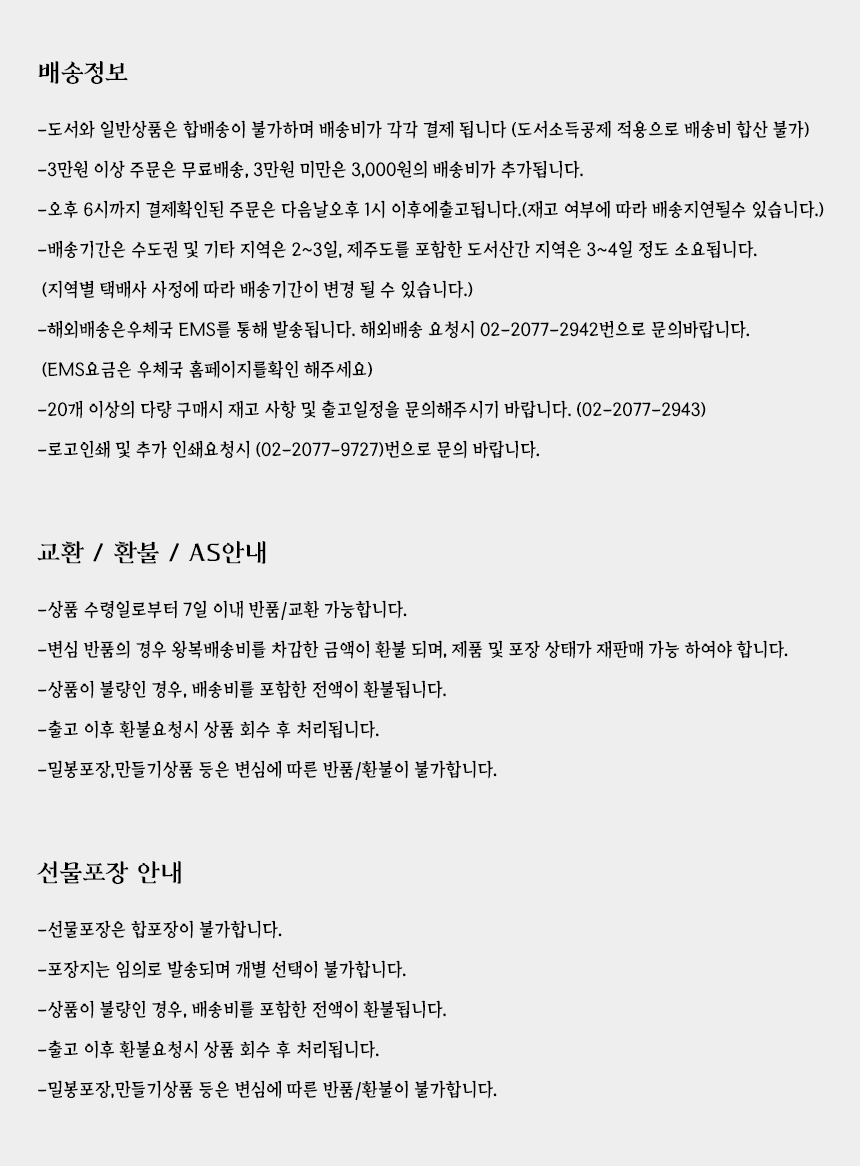 배송정보
-도서와 일반상품은 합배송이 불가하며 배송비가 각각 결제 됩니다 (도서소득공제 적용으로 배송비 합산 불가)
-3만원 이상 주문은 무료배송, 3만원 미만은 3,000원의 배송비가 추가됩니다.
-오후 6시까지 결제확인된 주문은 다음날오후 1시 이후에출고됩니다.(재고 여부에 따라 배송지연될수 있습니다.)
-배송기간은 수도권 및 기타 지역은 2~3일, 제주도를 포함한 도서산간 지역은 3~4일 정도 소요됩니다.
(지역별 택배사 사정에 따라 배송기간이 변경 될 수 있습니다.)
-해외배송은우체국 EMS를 통해 발송됩니다. 해외배송 요청시 02-2077-2942번으로 문의바랍니다.
(EMS요금은 우체국 홈페이지를확인 해주세요)
-20개 이상의 다량 구매시 재고 사항 및 출고일정을 문의해주시기 바랍니다. (02-2077-2943)
-로고인쇄 및 추가 인쇄요청시 (02-2077-9727)번으로 문의 바랍니다.
교환 / 환불 / AS안내
-상품 수령일로부터 7일 이내 반품/교환 가능합니다.
-변심 반품의 경우 왕복배송비를 차감한 금액이 환불 되며, 제품 및 포장 상태가 재판매 가능 하여야 합니다.
-상품이 불량인 경우, 배송비를 포함한 전액이 환불됩니다.
-출고 이후 환불요청시 상품 회수 후 처리됩니다.
-밀봉포장,만들기상품 등은 변심에 따른 반품/환불이 불가합니다.
선물포장 안내
-선물포장은 합포장이 불가합니다.
-포장지는 임의로 발송되며 개별 선택이 불가합니다.
-상품이 불량인 경우, 배송비를 포함한 전액이 환불됩니다.
-출고 이후 환불요청시 상품 회수 후 처리됩니다.
-밀봉포장,만들기상품 등은 변심에 따른 반품/환불이 불가합니다.